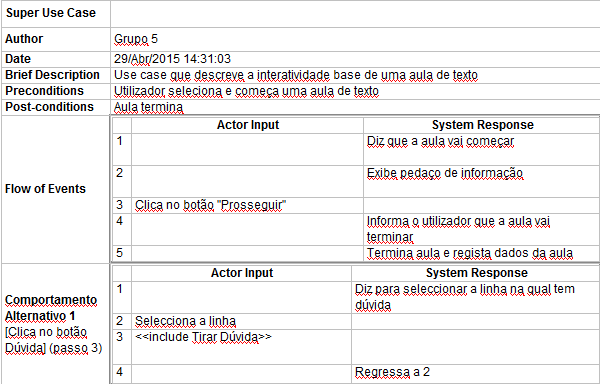 Super Use Case
Author Grupo 5
Date 29/Abr/2015 14:31:03
Brief Description Use case que descreve a interatividade base de uma aula de texto
Preconditions Utilizador seleciona e começa uma aula de texto
Post-conditions Aula termina
Flow of Events
Actor Input System Response
1 Diz que a aula vai começar
2 Exibe pedaço de informação
3 Clica no botão "Prosseguir"
4 Informa o utilizador que a aula vai
terminar
5 Termina aula e regista dados da aula
Comportamento
Alternativo 1
[Clica no botão
Dúvida] (passo 3)
Actor Input System Response
1 Diz para seleccionar a linha na qual tem
dúvida
2 Selecciona a linha
3 <<include Tirar Dúvida>>
4 Regressa a 2